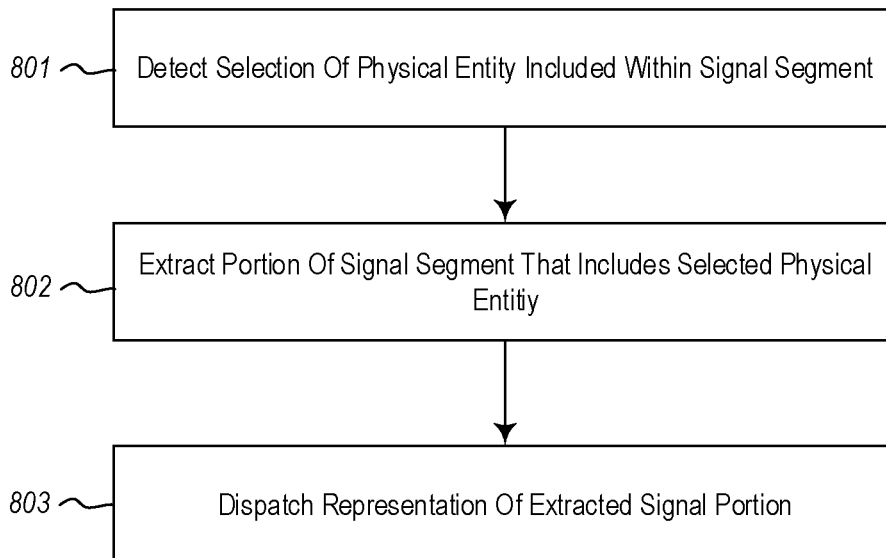 801
Detect Selection Of Physical Entity Included Within Signal Segment
802
Extract Portion Of Signal Segment That Includes Selected Physical
Entitiy
803
Dispatch Representation Of Extracted Signal Portion